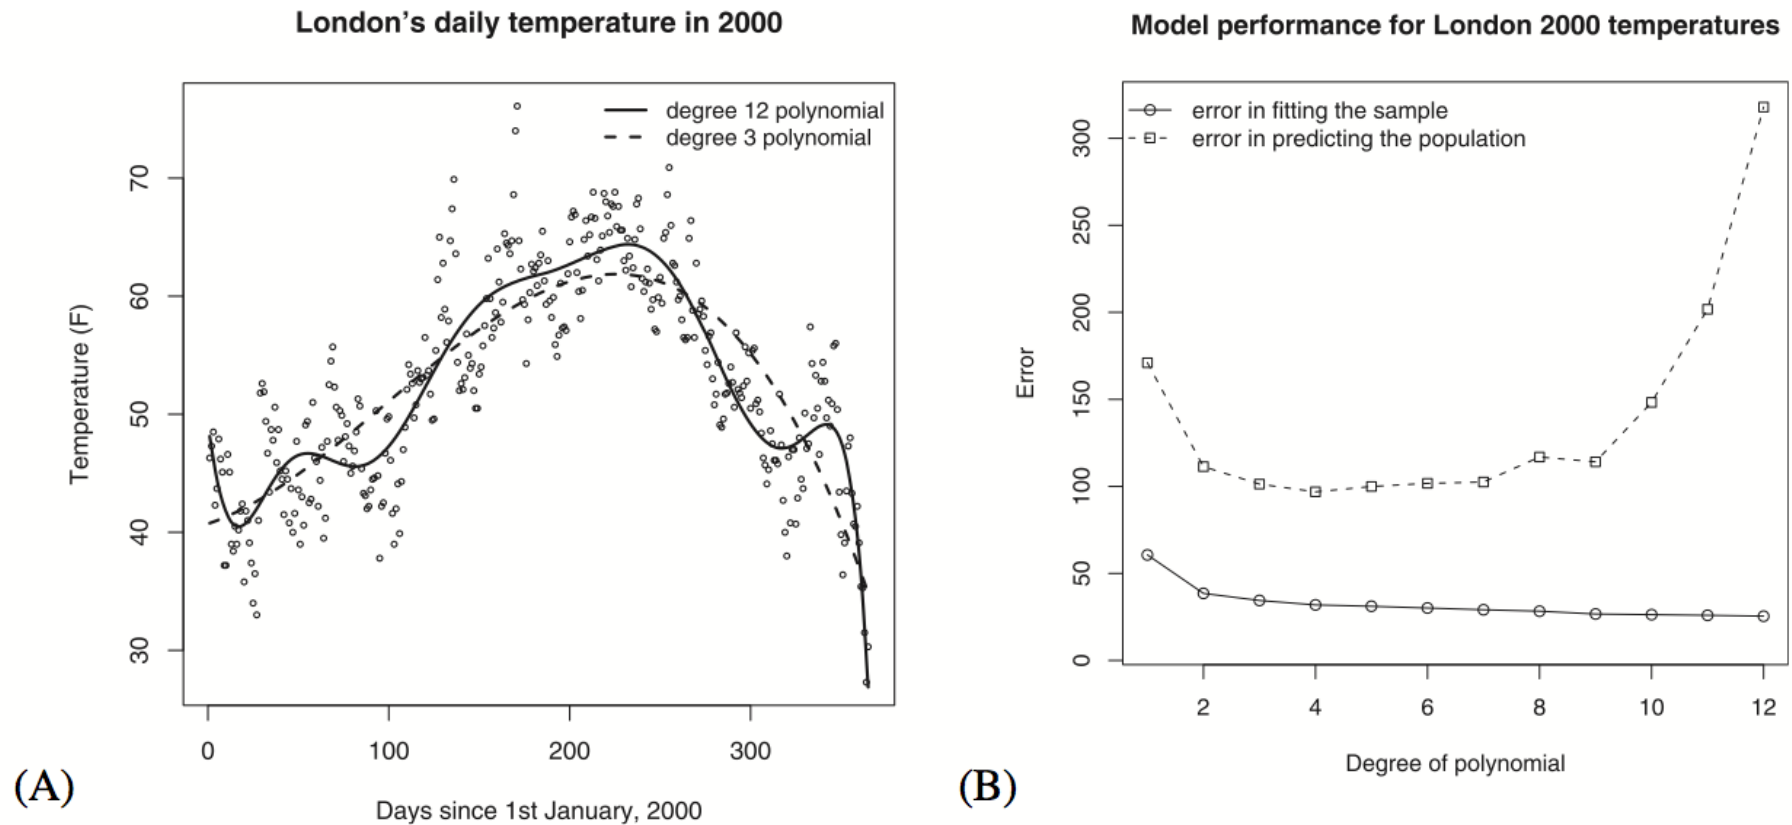 London's daily temperature in 2000
degree 12 polynomial
degree 3 polynomial
Temperature (F)
70
60
50
40
30
0 100 200 300
Days since 1st January, 2000
(A)
Model performance for London 2000 temperatures
error in fitting the sample
error in predicting the population
Error
300
250
200
150
100
50
0
2 4 6 8 10 12
Degree of polynomial
(B)